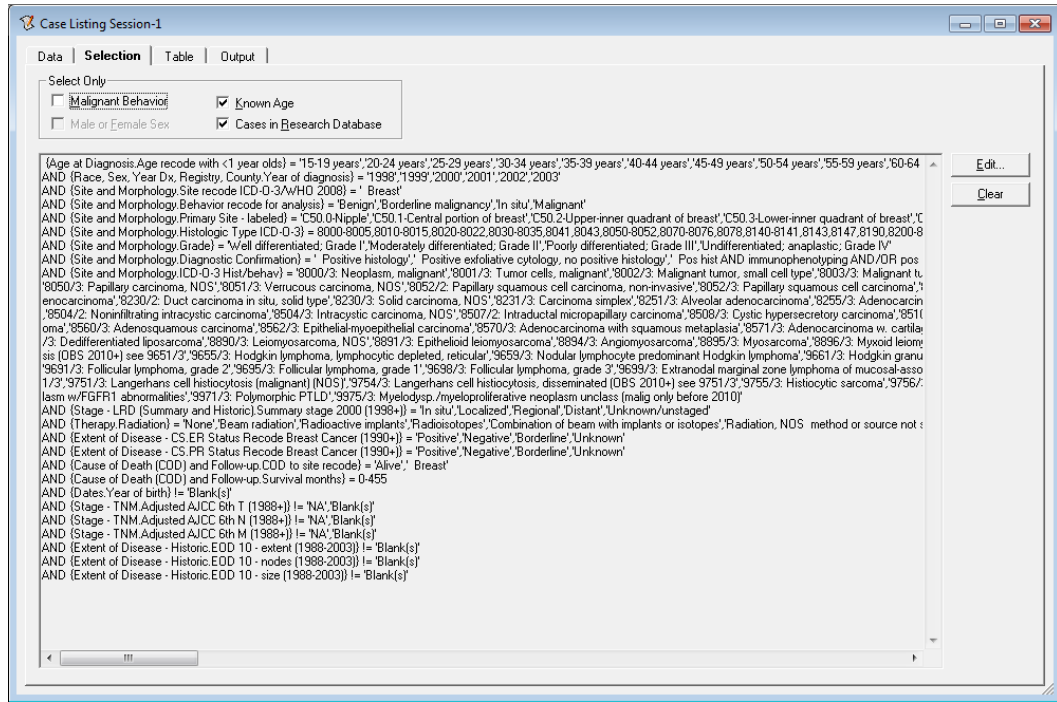 Case Listing Session-1
Data
Selection
Table
Output
Select Only
Malignant Behavior
Known Age
Male or Female Sex
Cases in Research Database
{Age at Diagnosis.Age recode with <1 year olds} = '15-19 years','20-24 years','25-29 years','30-34 years','35-39 years','40-44 years','45-49 years','50-54 years','55-59 years','60-64
AND {Race, Sex, Year Dx, Registry, County.Year of diagnosis} = '1998','1999','2000','2001','2002','2003'
AND {Site and Morphology.Site recode ICD-O-3/WHO 2008} = ' Breast'
AND {Site and Morphology.Behavior recode for analysis} = 'Benign','Borderline malignancy','In situ','Malignant'
AND {Site and Morphology.Primary Site - labeled} = 'C50.0-Nipple','C50.1-Central portion of breast','C50.2-Upper-inner quadrant of breast','C50.3-Lower-inner quadrant of breast','C
AND {Site and Morphology.Histologic Type ICD-O-3} = 8000-8005,8010-8015,8020-8022,8030-8035,8041,8043,8050-8052,8070-8076,8078,8140-8141,8143,8147,8190,8200-8
AND {Site and Morphology.Grade} = 'Well differentiated; Grade I','Moderately differentiated; Grade II','Poorly differentiated; Grade III','Undifferentiated; anaplastic; Grade IV'
AND {Site and Morphology.Diagnostic Confirmation} = ' Positive histology',' Positive exfoliative cytology, no positive histology',' Pos hist AND immunophenotyping AND/OR pos
AND {Site and Morphology.ICD-O-3 Hist/behav} = '8000/3: Neoplasm, malignant','8001/3: Tumor cells, malignant','8002/3: Malignant tumor, small cell type','8003/3: Malignant tu
'8050/3: Papillary carcinoma, NOS','8051/3: Verrucous carcinoma, NOS','8052/2: Papillary squamous cell carcinoma, non-invasive','8052/3: Papillary squamous cell carcinoma','
enocarcinoma','8230/2: Duct carcinoma in situ, solid type','8230/3: Solid carcinoma, NOS','8231/3: Carcinoma simplex','8251/3: Alveolar adenocarcinoma','8255/3: Adenocarcin
,'8504/2: Noninfiltrating intracystic carcinoma','8504/3: Intracystic carcinoma, NOS','8507/2: Intraductal micropapillary carcinoma','8508/3: Cystic hypersecretory carcinoma','851(
oma','8560/3: Adenosquamous carcinoma','8562/3: Epithelial-myoepithelial carcinoma','8570/3: Adenocarcinoma with squamous metaplasia','8571/3: Adenocarcinoma w. cartilag
/3: Dedifferentiated liposarcoma','8890/3: Leiomyosarcoma, NOS','8891/3: Epithelioid leiomyosarcoma','8894/3: Angiomyosarcoma','8895/3: Myosarcoma','8896/3: Myxoid leiomy
sis (OBS 2010+) see 9651/3','9655/3: Hodgkin lymphoma, lymphocytic depleted, reticular','9659/3: Nodular lymphocyte predominant Hodgkin lymphoma','9661/3: Hodgkin granu
'9691/3: Follicular lymphoma, grade 2','9695/3: Follicular lymphoma, grade 1','9698/3: Follicular lymphoma, grade 3','9699/3: Extranodal marginal zone lymphoma of mucosal-asso
1/3','9751/3: Langerhans cell histiocytosis (malignant) (NOS)','9754/3: Langerhans cell histiocytosis, disseminated (OBS 2010+) see 9751/3','9755/3: Histiocytic sarcoma','9756/
lasm w/FGFR1 abnormalities','9971/3: Polymorphic PTLD','9975/3: Myelodysp./myeloproliferative neoplasm unclass (malig only before 2010)'
AND {Stage - LRD (Summary and Historic).Summary stage 2000 (1998+)} = 'In situ','Localized','Regional','Distant','Unknown/unstaged'
AND {Therapy.Radiation} = 'None','Beam radiation','Radioactive implants','Radioisotopes','Combination of beam with implants or isotopes','Radiation, NOS method or source not s
AND {Extent of Disease - CS.ER Status Recode Breast Cancer (1990+)} = 'Positive','Negative','Borderline','Unknown'
AND {Extent of Disease - CS.PR Status Recode Breast Cancer (1990+)} = 'Positive','Negative','Borderline','Unknown'
AND {Cause of Death (COD) and Follow-up.COD to site recode} = 'Alive',' Breast'
AND {Cause of Death (COD) and Follow-up.Survival months} = 0-455
AND {Dates.Year of birth} != 'Blank(s)'
AND {Stage - TNM.Adjusted AJCC 6th T (1988+)} != 'NA','Blank(s)'
AND {Stage - TNM.Adjusted AJCC 6th N (1988+)} != 'NA','Blank(s)'
AND {Stage - TNM.Adjusted AJCC 6th M (1988+)} != 'NA','Blank(s)'
AND {Extent of Disease - Historic.EOD 10 - extent (1988-2003)} != 'Blank(s)'
AND {Extent of Disease - Historic.EOD 10 - nodes (1988-2003)} != 'Blank(s)'
AND {Extent of Disease - Historic.EOD 10 - size (1988-2003)} != 'Blank(s)'
Edit...
Clear